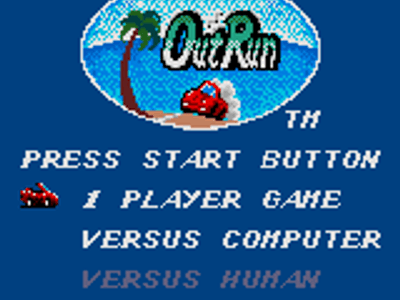 OutRun
TM
PRESS START BUTTON
1 PLAYER GAME
VERSUS COMPUTER
VERSUS HUMAN